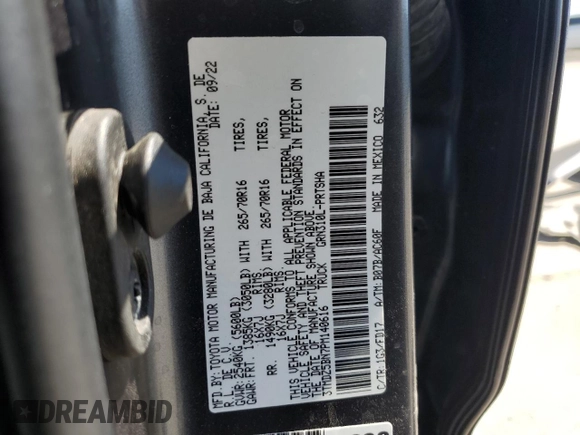 MFD. BY:TOYOTA MOTOR MANUFACTURING DE BAJA CALIFORNIA, S. DE
R.L. DE C.V. DATE: 09/22
GVWR: 2540KG (5600LB)
GAWR: FRT. 1385KG (3050LB) WITH 265/70R16 TIRES,
16X7J RIMS,
RR. 1490KG (3280LB) WITH 265/70R16 TIRES,
16X7J RIMS
THIS VEHICLE CONFORMS TO ALL APPLICABLE FEDERAL MOTOR
VEHICLE SAFETY AND THEFT PREVENTION STANDARDS IN EFFECT ON
THE DATE OF MANUFACTURE SHOWN ABOVE.
3TMDZ5BN7PM140616 TRUCK GRN310L-PRTSHA
C/TR:1G3/FD17 A/TM:B07B/AC60F MADE IN MEXICO 632
AUTOBIDCAR